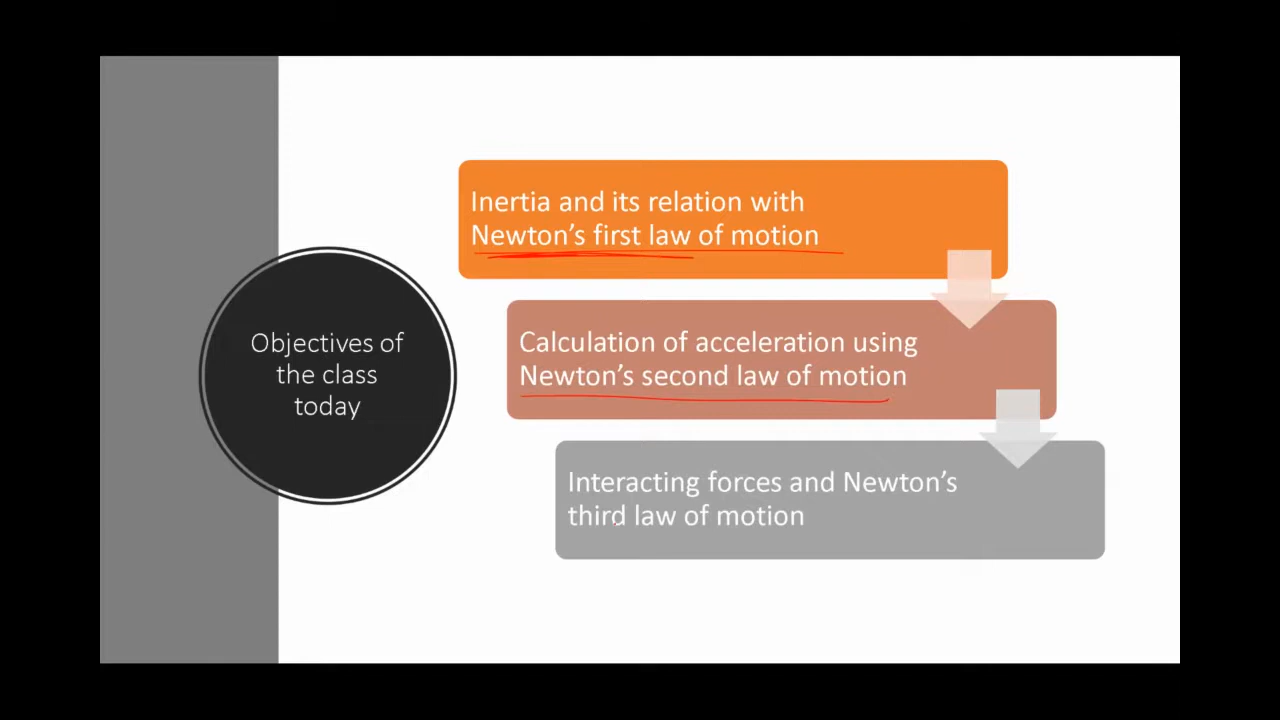 Objectives of
the class
today
Inertia and its relation with
Newton’s first law of motion
Calculation of acceleration using
Newton’s second law of motion
Interacting forces and Newton’s
third law of motion